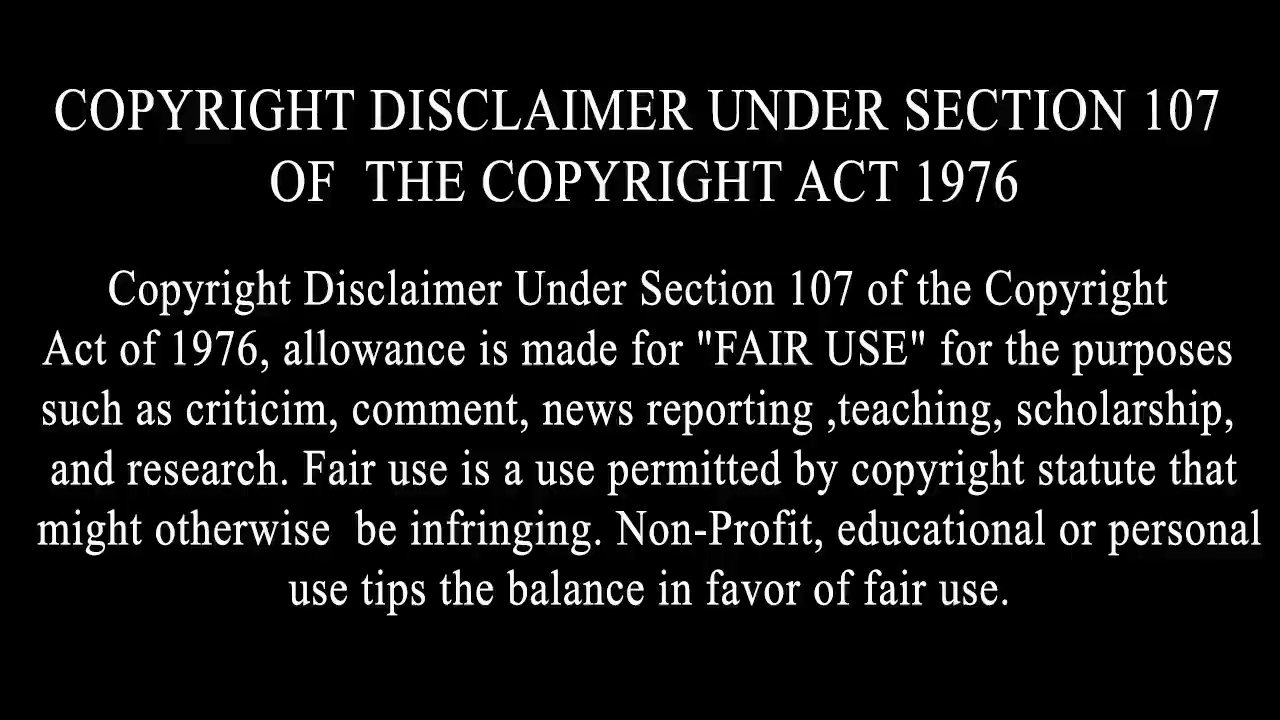 COPYRIGHT DISCLAIMER UNDER SECTION 107
OF  THE COPYRIGHT ACT 1976
Copyright Disclaimer Under Section 107 of the Copyright
Act of 1976, allowance is made for "FAIR USE" for the purposes
such as criticim, comment, news reporting ,teaching, scholarship,
and research. Fair use is a use permitted by copyright statute that
might otherwise  be infringing. Non-Profit, educational or personal
use tips the balance in favor of fair use.